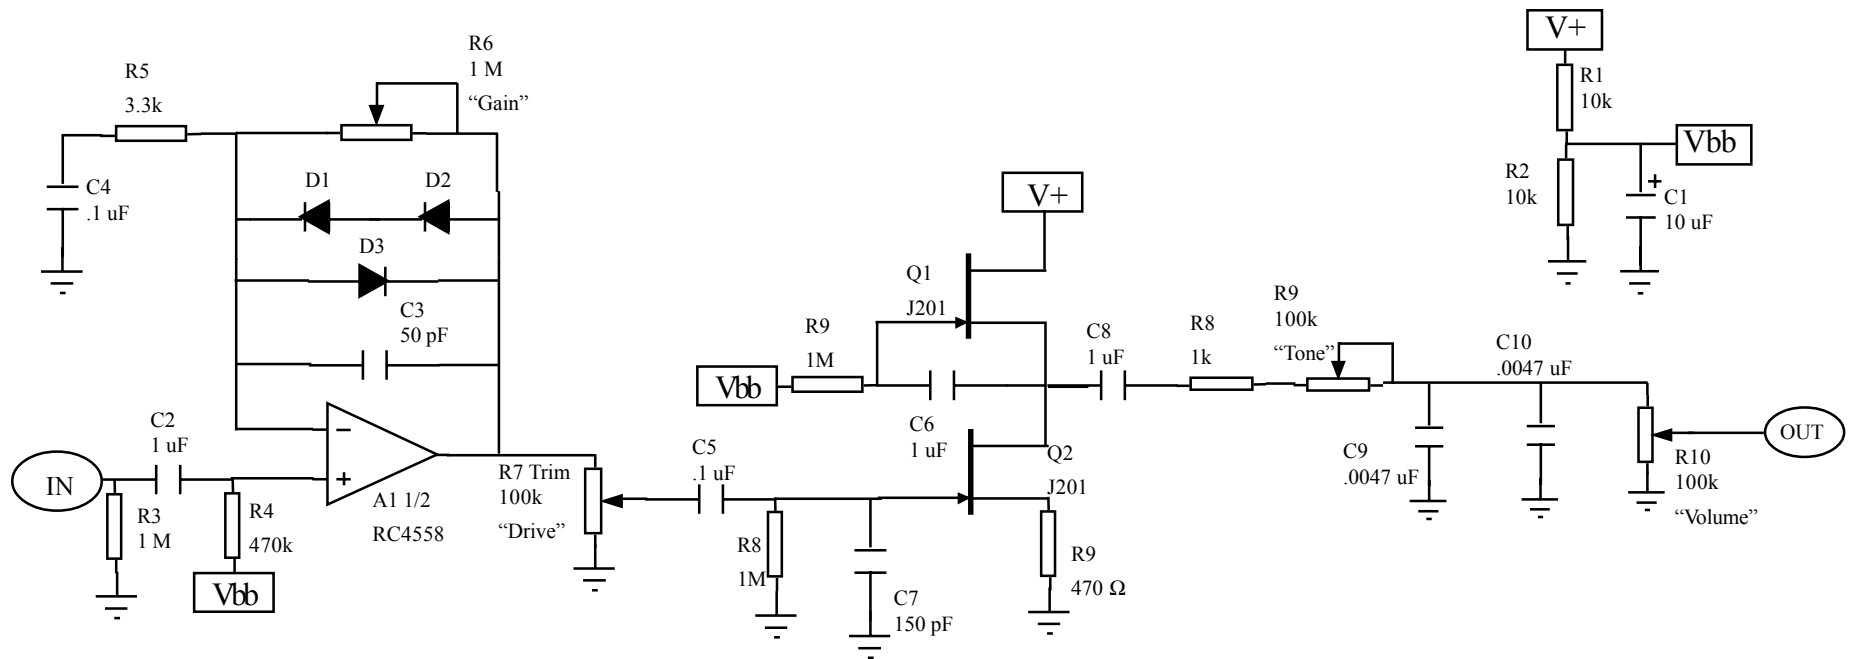 R5
3.3k
R6
1 M
“Gain”
C4
.1 uF
D1
D2
D3
C3
50 pF
C2
1 uF
IN
R3
1 M
R4
470k
Vbb
A1 1/2
RC4558
R7 Trim
100k
“Drive”
C5
.1 uF
R8
1M
C7
150 pF
V+
Q1
J201
R9
1M
Vbb
C6
1 uF
Q2
J201
R9
470 Ω
C8
1 uF
R8
1k
R9
100k
“Tone”
C9
.0047 uF
C10
.0047 uF
R10
100k
“Volume”
OUT
V+
R1
10k
R2
10k
Vbb
+
C1
10 uF